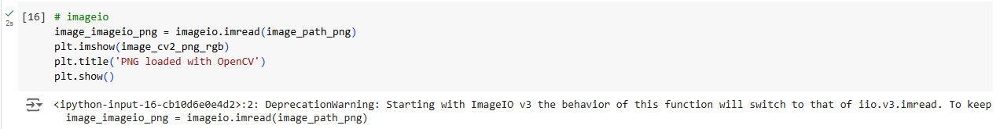 [16] # imageio
image_imageio_png = imageio.imread(image_path_png)
plt.imshow(image_cv2_png_rgb)
2s
plt.title('PNG loaded with OpenCV')
plt.show()
<ipython-input-16-cb10d6e0e4d2>:2: DeprecationWarning: Starting with ImageIO v3 the behavior of this function will switch to that of iio.v3.imread. To keep
image_imageio_png = imageio.imread(image_path_png)